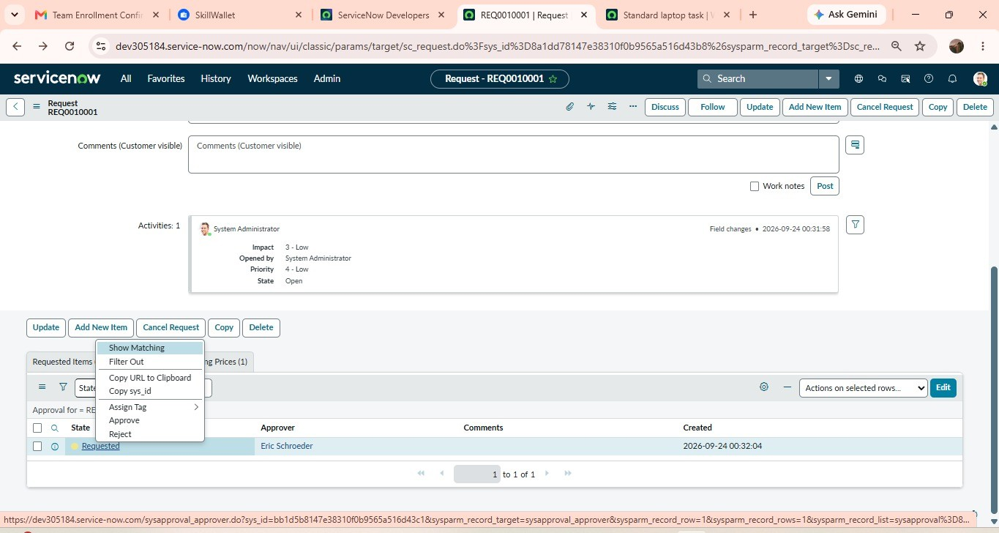 Team Enrollment Confir
SkillWallet
ServiceNow Developers
REQ0010001 | Request
Standard laptop task |
Ask Gemini
dev305184.service-now.com/now/nav/ui/classic/params/target/sc_request.do%3Fsys_id%3D8a1dd78147e38310f0b9565a516d43b8%26sysparm_record_target%3Dsc_re...
servicenow
All
Favorites
History
Workspaces
Admin
Request - REQ0010001
Search
Request
REQ0010001
Discuss
Follow
Update
Add New Item
Cancel Request
Copy
Delete
Comments (Customer visible)
Comments (Customer visible)
Work notes
Post
Activities: 1
System Administrator
Field changes • 2026-09-24 00:31:58
Impact 3 - Low
Opened by System Administrator
Priority 4 - Low
State Open
Update
Add New Item
Cancel Request
Copy
Delete
Show Matching
Filter Out
Copy URL to Clipboard
Copy sys_id
Assign Tag
Approve
Reject
Requested Items
ng Prices (1)
State
Actions on selected rows...
Edit
Approval for = RE
State
Approver
Comments
Created
Requested
Eric Schroeder
2026-09-24 00:32:04
1 to 1 of 1
https://dev305184.service-now.com/sysapproval_approver.do?sys_id=bb1d5b8147e38310f0b9565a516d43c1&sysparm_record_target=sysapproval_approver&sysparm_record_row=1&sysparm_record_rows=1&sysparm_record_list=sysapproval%3D8...